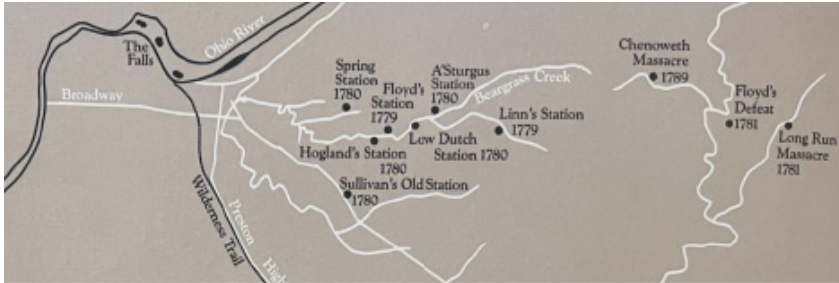 The
Falls
Ohio River
Broadway
Wilderness Trail
Preston
High
Spring
Station
1780
Floyd's
Station
1779
A'Sturgus
Station
1780
Beargrass Creek
Linn's Station
1779
Low Dutch
Station 1780
Hogland's Station
1780
Sullivan's Old Station
1780
Chenoweth
Massacre
1789
Floyd's
Defeat
1781
Long Run
Massacre
1781